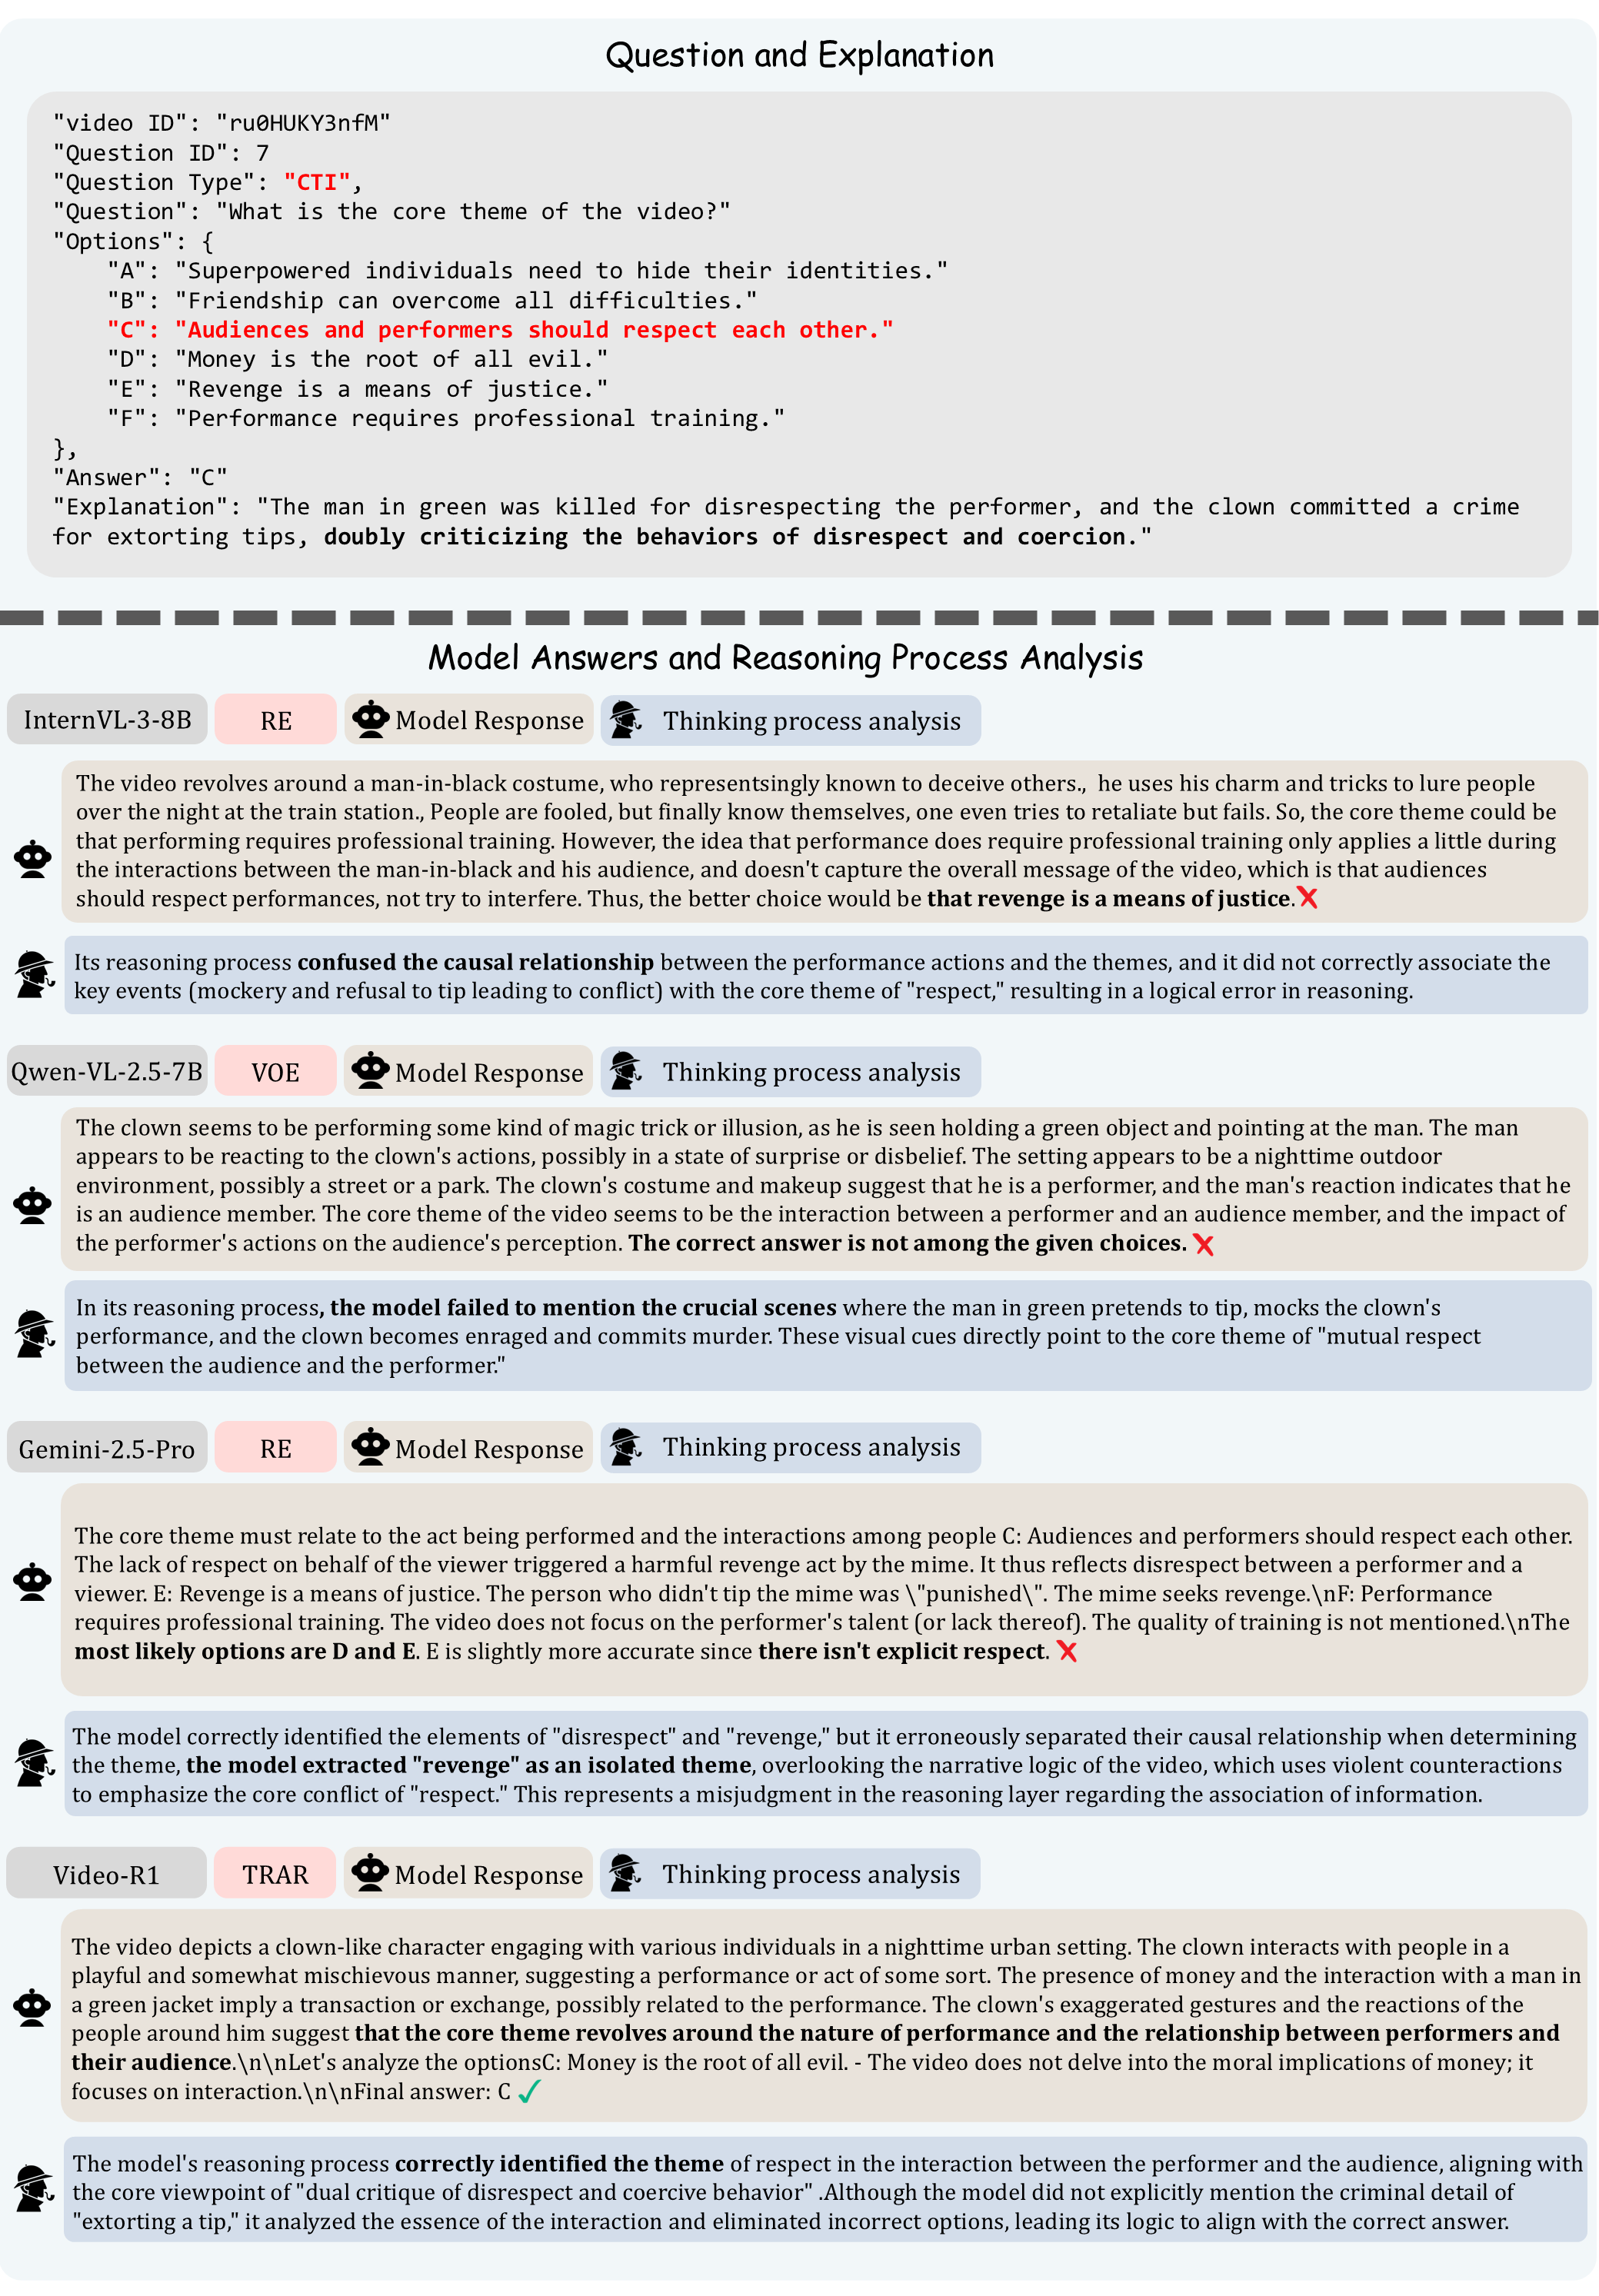 Question and Explanation
"video ID": "ru0HUKY3nfM"
"Question ID": 7
"Question Type": "CTI",
"Question": "What is the core theme of the video?"
"Options": {
"A": "Superpowered individuals need to hide their identities."
"B": "Friendship can overcome all difficulties."
"C": "Audiences and performers should respect each other."
"D": "Money is the root of all evil."
"E": "Revenge is a means of justice."
"F": "Performance requires professional training."
},
"Answer": "C"
"Explanation": "The man in green was killed for disrespecting the performer, and the clown committed a crime
for extorting tips, doubly criticizing the behaviors of disrespect and coercion."
Model Answers and Reasoning Process Analysis
InternVL-3-8B RE Model Response Thinking process analysis
The video revolves around a man-in-black costume, who representsingly known to deceive others., he uses his charm and tricks to lure people
over the night at the train station., People are fooled, but finally know themselves, one even tries to retaliate but fails. So, the core theme could be
that performing requires professional training. However, the idea that performance does require professional training only applies a little during
the interactions between the man-in-black and his audience, and doesn't capture the overall message of the video, which is that audiences
should respect performances, not try to interfere. Thus, the better choice would be that revenge is a means of justice.
Its reasoning process confused the causal relationship between the performance actions and the themes, and it did not correctly associate the
key events (mockery and refusal to tip leading to conflict) with the core theme of "respect," resulting in a logical error in reasoning.
Qwen-VL-2.5-7B VOE Model Response Thinking process analysis
The clown seems to be performing some kind of magic trick or illusion, as he is seen holding a green object and pointing at the man. The man
appears to be reacting to the clown's actions, possibly in a state of surprise or disbelief. The setting appears to be a nighttime outdoor
environment, possibly a street or a park. The clown's costume and makeup suggest that he is a performer, and the man's reaction indicates that he
is an audience member. The core theme of the video seems to be the interaction between a performer and an audience member, and the impact of
the performer's actions on the audience's perception. The correct answer is not among the given choices.
In its reasoning process, the model failed to mention the crucial scenes where the man in green pretends to tip, mocks the clown's
performance, and the clown becomes enraged and commits murder. These visual cues directly point to the core theme of "mutual respect
between the audience and the performer."
Gemini-2.5-Pro RE Model Response Thinking process analysis
The core theme must relate to the act being performed and the interactions among people C: Audiences and performers should respect each other.
The lack of respect on behalf of the viewer triggered a harmful revenge act by the mime. It thus reflects disrespect between a performer and a
viewer. E: Revenge is a means of justice. The person who didn't tip the mime was \"punished\". The mime seeks revenge.\nF: Performance
requires professional training. The video does not focus on the performer's talent (or lack thereof). The quality of training is not mentioned.\nThe
most likely options are D and E. E is slightly more accurate since there isn't explicit respect.
The model correctly identified the elements of "disrespect" and "revenge," but it erroneously separated their causal relationship when determining
the theme, the model extracted "revenge" as an isolated theme, overlooking the narrative logic of the video, which uses violent counteractions
to emphasize the core conflict of "respect." This represents a misjudgment in the reasoning layer regarding the association of information.
Video-R1 TRAR Model Response Thinking process analysis
The video depicts a clown-like character engaging with various individuals in a nighttime urban setting. The clown interacts with people in a
playful and somewhat mischievous manner, suggesting a performance or act of some sort. The presence of money and the interaction with a man in
a green jacket imply a transaction or exchange, possibly related to the performance. The clown's exaggerated gestures and the reactions of the
people around him suggest that the core theme revolves around the nature of performance and the relationship between performers and
their audience.\n\nLet's analyze the optionsC: Money is the root of all evil. - The video does not delve into the moral implications of money; it
focuses on interaction.\n\nFinal answer: C
The model's reasoning process correctly identified the theme of respect in the interaction between the performer and the audience, aligning with
the core viewpoint of "dual critique of disrespect and coercive behavior" .Although the model did not explicitly mention the criminal detail of
"extorting a tip," it analyzed the essence of the interaction and eliminated incorrect options, leading its logic to align with the correct answer.